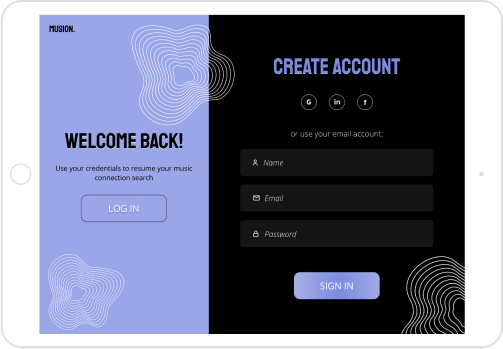 MUSION.
WELCOME BACK!
Use your credentials to resume your music
connection search
LOG IN
CREATE ACCOUNT
G in f
or use your email account:
Name
Email
Password
SIGN IN